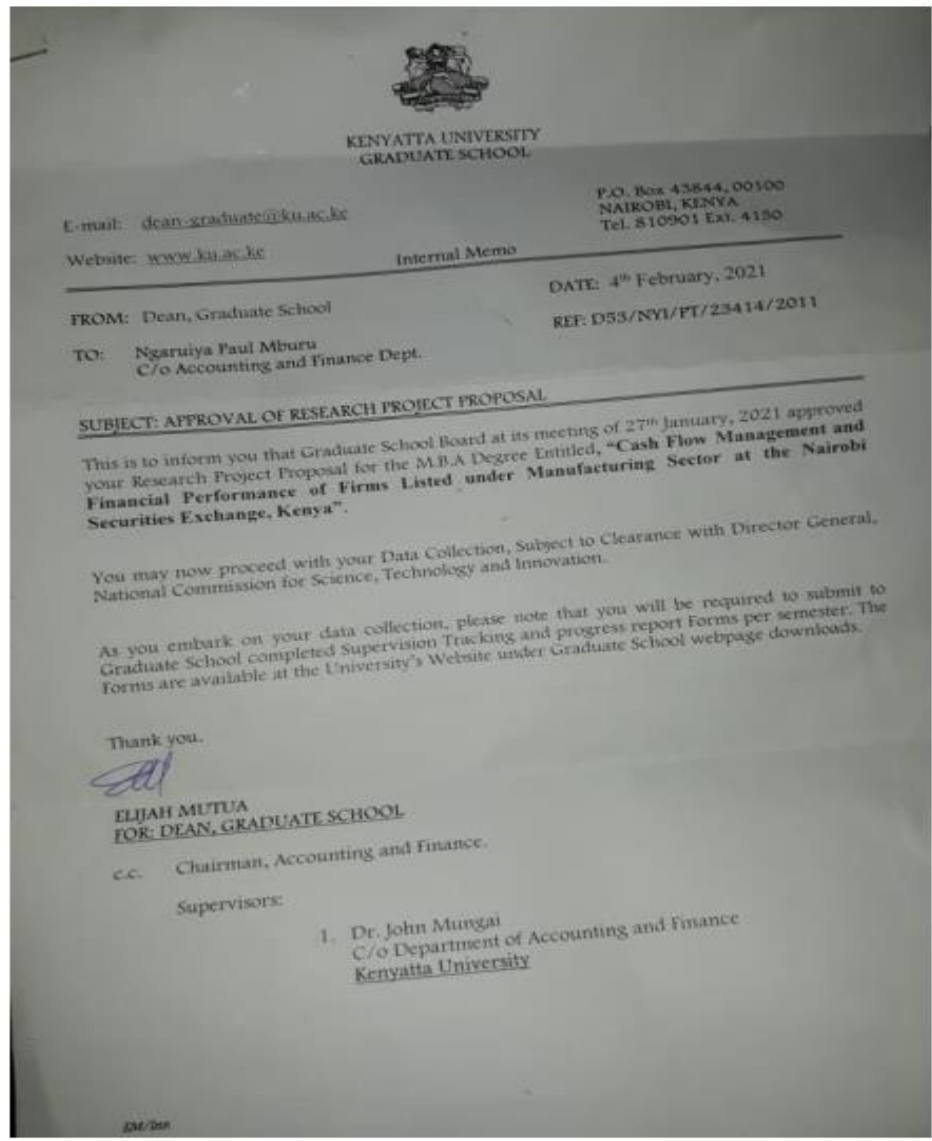 KENYATTA UNIVERSITY
GRADUATE SCHOOL
E-mail: dean-graduate@ku.ac.ke
P.O. Box 43844, 00100
NAIROBI, KENYA
Tel. 810901 Ext. 4150
Website: www.ku.ac.ke
Internal Memo
FROM: Dean, Graduate School
DATE: 4th February, 2021
TO: Ngaruiya Paul Mburu
C/o Accounting and Finance Dept.
REF: D53/NYI/PT/23414/2011
SUBJECT: APPROVAL OF RESEARCH PROJECT PROPOSAL
This is to inform you that Graduate School Board at its meeting of 27th January, 2021 approved
your Research Project Proposal for the M.B.A Degree Entitled, “Cash Flow Management and
Financial Performance of Firms Listed under Manufacturing Sector at the Nairobi
Securities Exchange, Kenya”.
You may now proceed with your Data Collection, Subject to Clearance with Director General,
National Commission for Science, Technology and Innovation.
As you embark on your data collection, please note that you will be required to submit to
Graduate School completed Supervision Tracking and progress report Forms per semester. The
Forms are available at the University’s Website under Graduate School webpage downloads.
Thank you.
ELIJAH MUTUA
FOR: DEAN, GRADUATE SCHOOL
c.c. Chairman, Accounting and Finance.
Supervisors:
1. Dr. John Mungai
C/o Department of Accounting and Finance
Kenyatta University